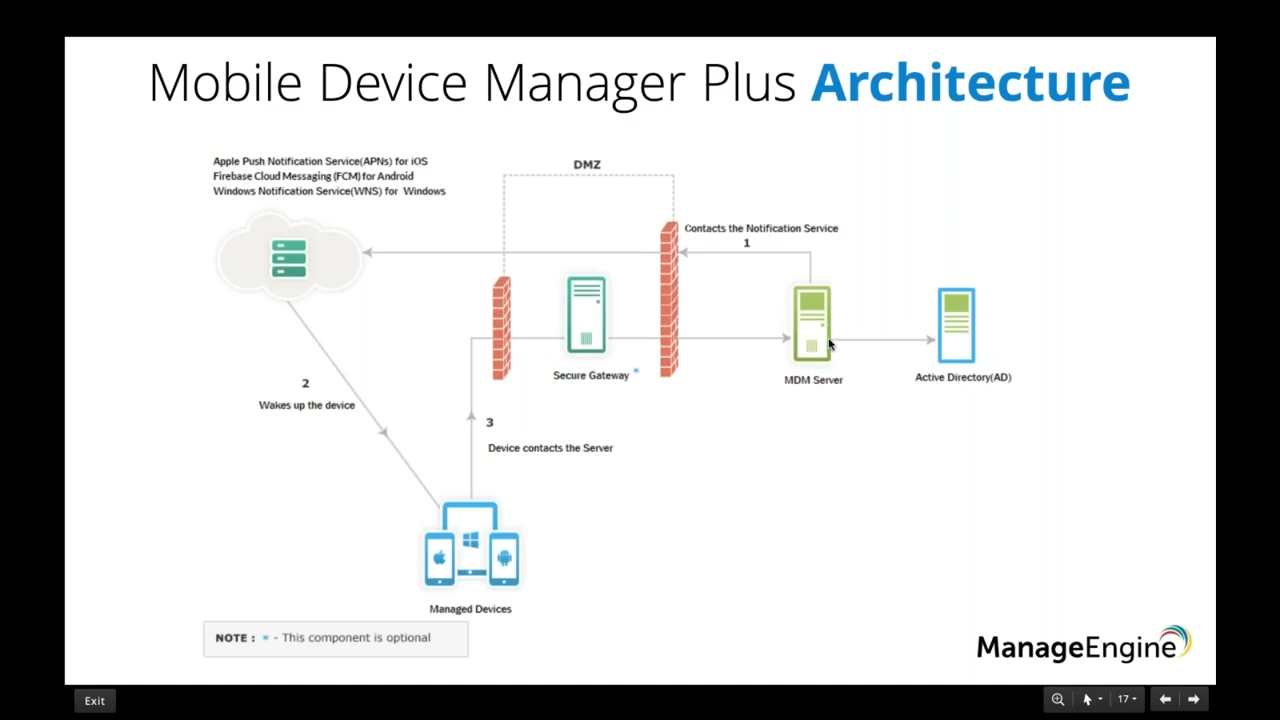 Mobile Device Manager Plus Architecture
Apple Push Notification Service(APNs) for iOS
Firebase Cloud Messaging (FCM) for Android
Windows Notification Service(WNS) for Windows
DMZ
Contacts the Notification Service
1
Secure Gateway *
MDM Server
Active Directory(AD)
2
Wakes up the device
3
Device contacts the Server
Managed Devices
NOTE : * - This component is optional
ManageEngine
Exit
17